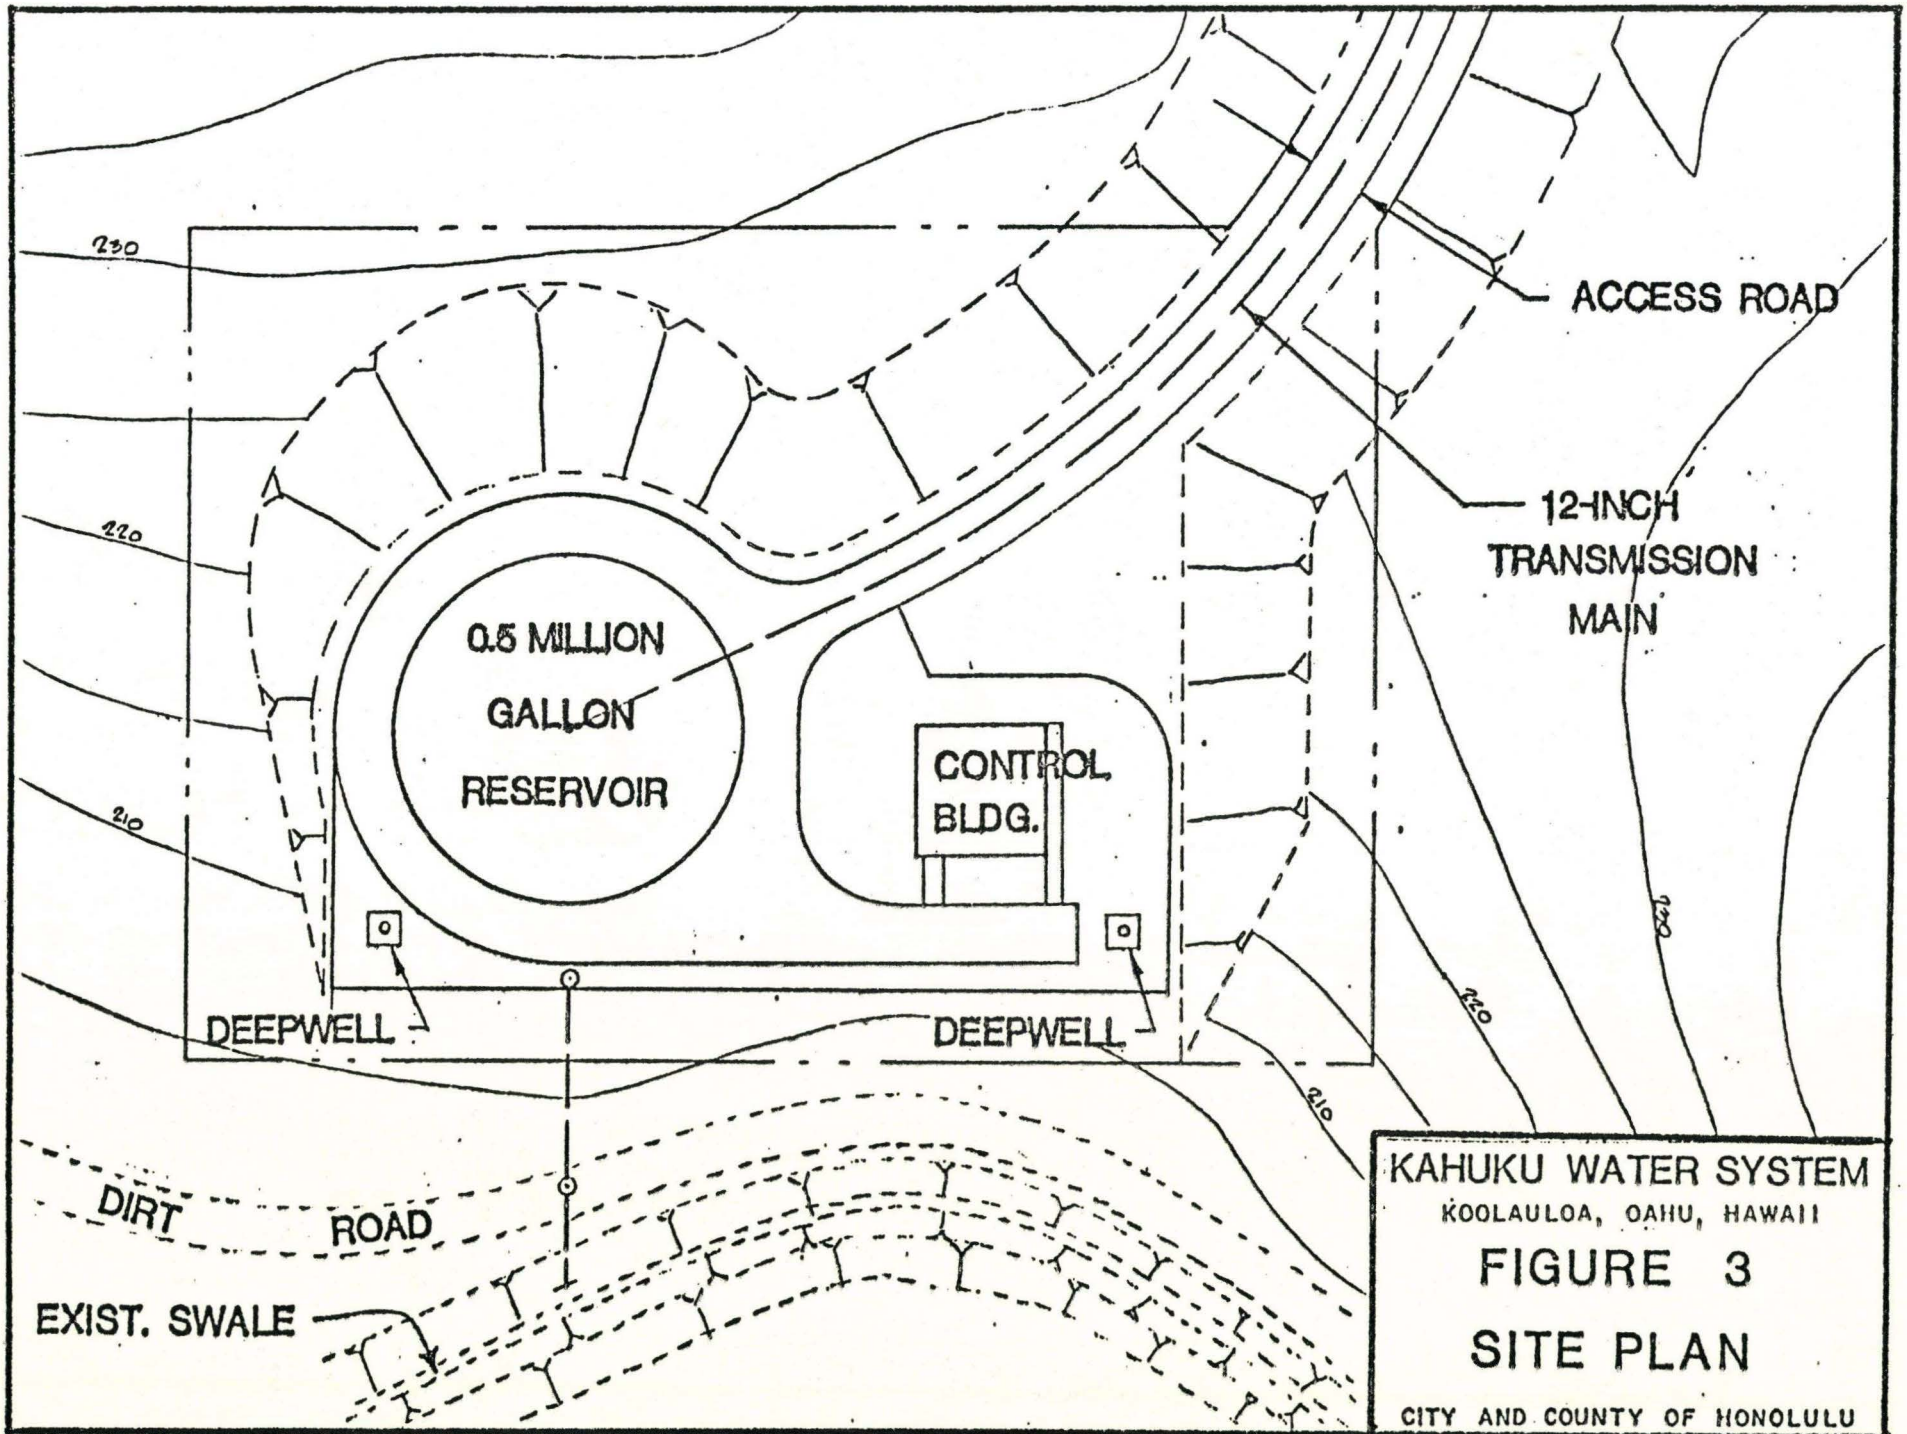 230
ACCESS ROAD
12-INCH
TRANSMISSION
MAIN
220
0.5 MILLION
GALLON
RESERVOIR
CONTROL
BLDG.
210
230
220
DEEPWELL
DEEPWELL
210
DIRT ROAD
EXIST. SWALE
KAHUKU WATER SYSTEM
KOOLAULOA, OAHU, HAWAII
FIGURE 3
SITE PLAN
CITY AND COUNTY OF HONOLULU